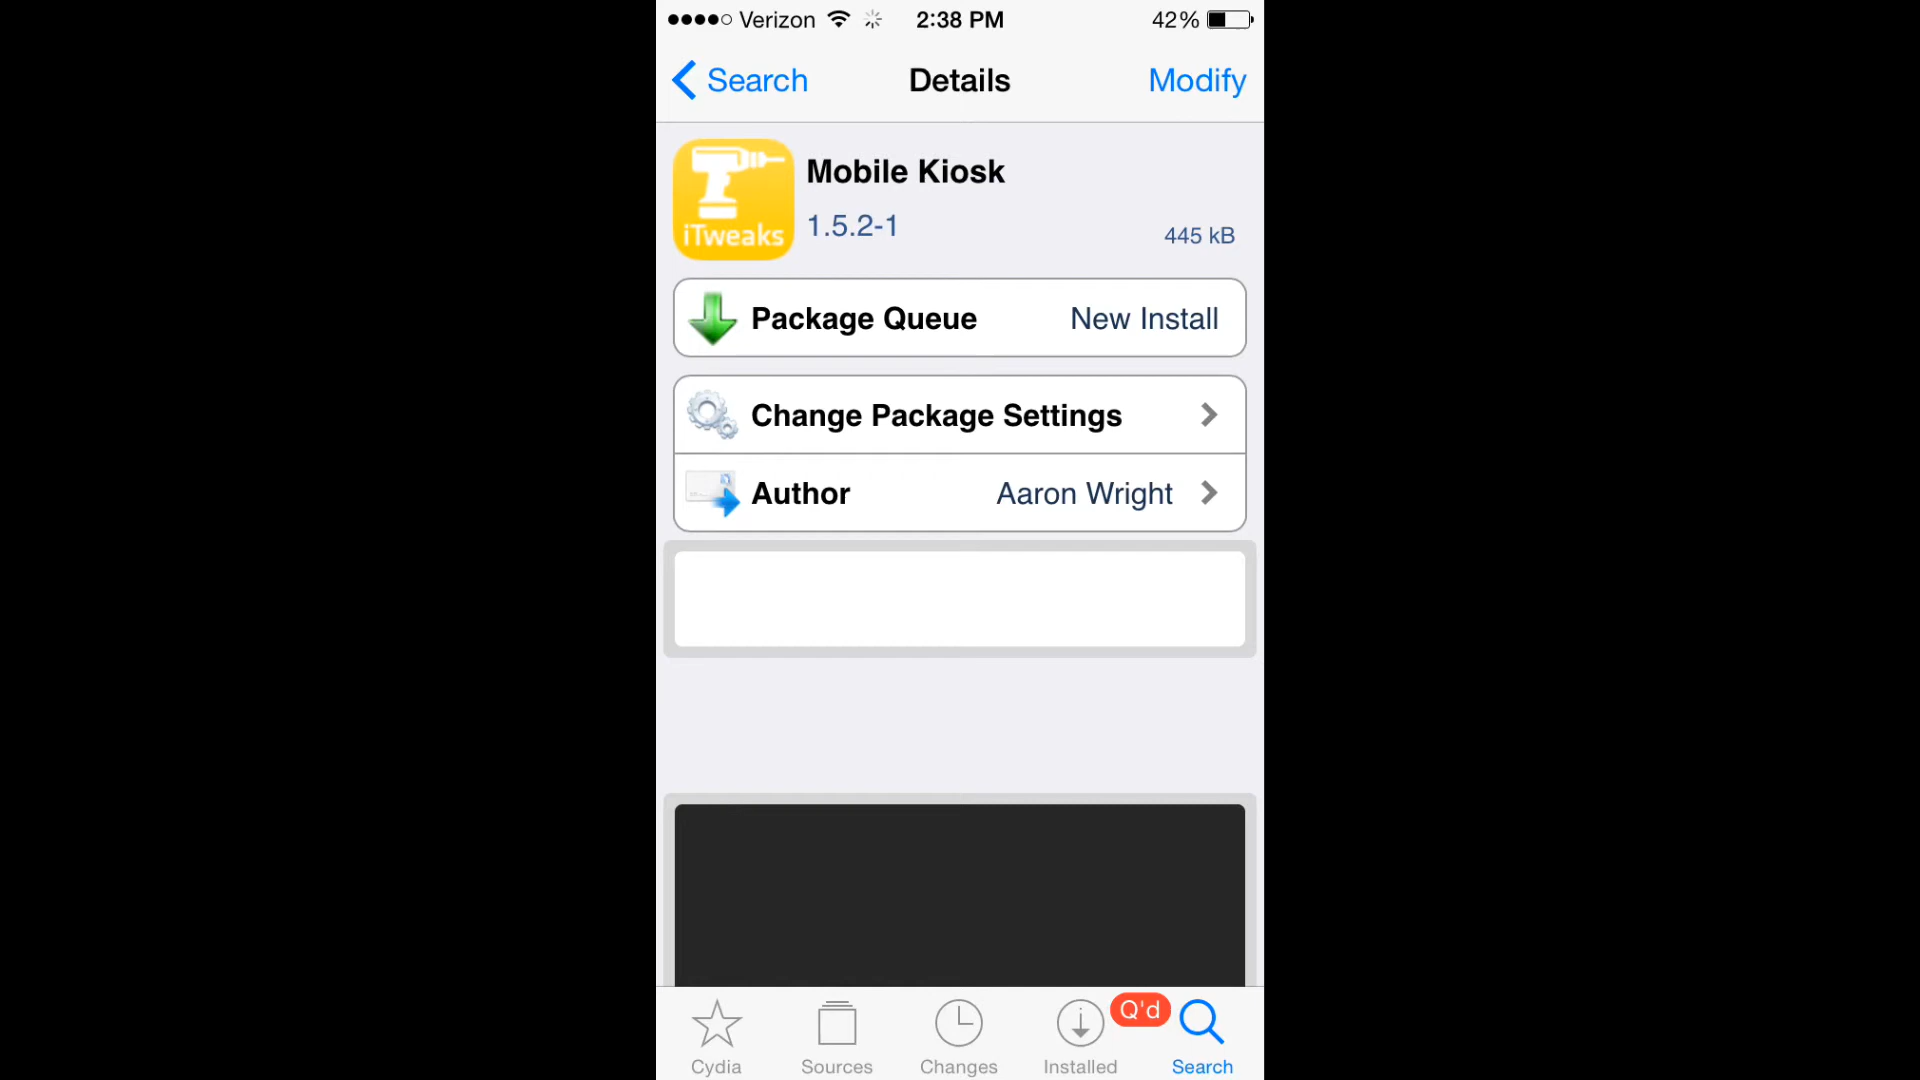 Verizon 2:38 PM 42%
Search Details Modify
iTweaks
Mobile Kiosk
1.5.2-1
445 kB
Package Queue New Install
Change Package Settings
Author Aaron Wright
Q'd
Cydia Sources Changes Installed Search